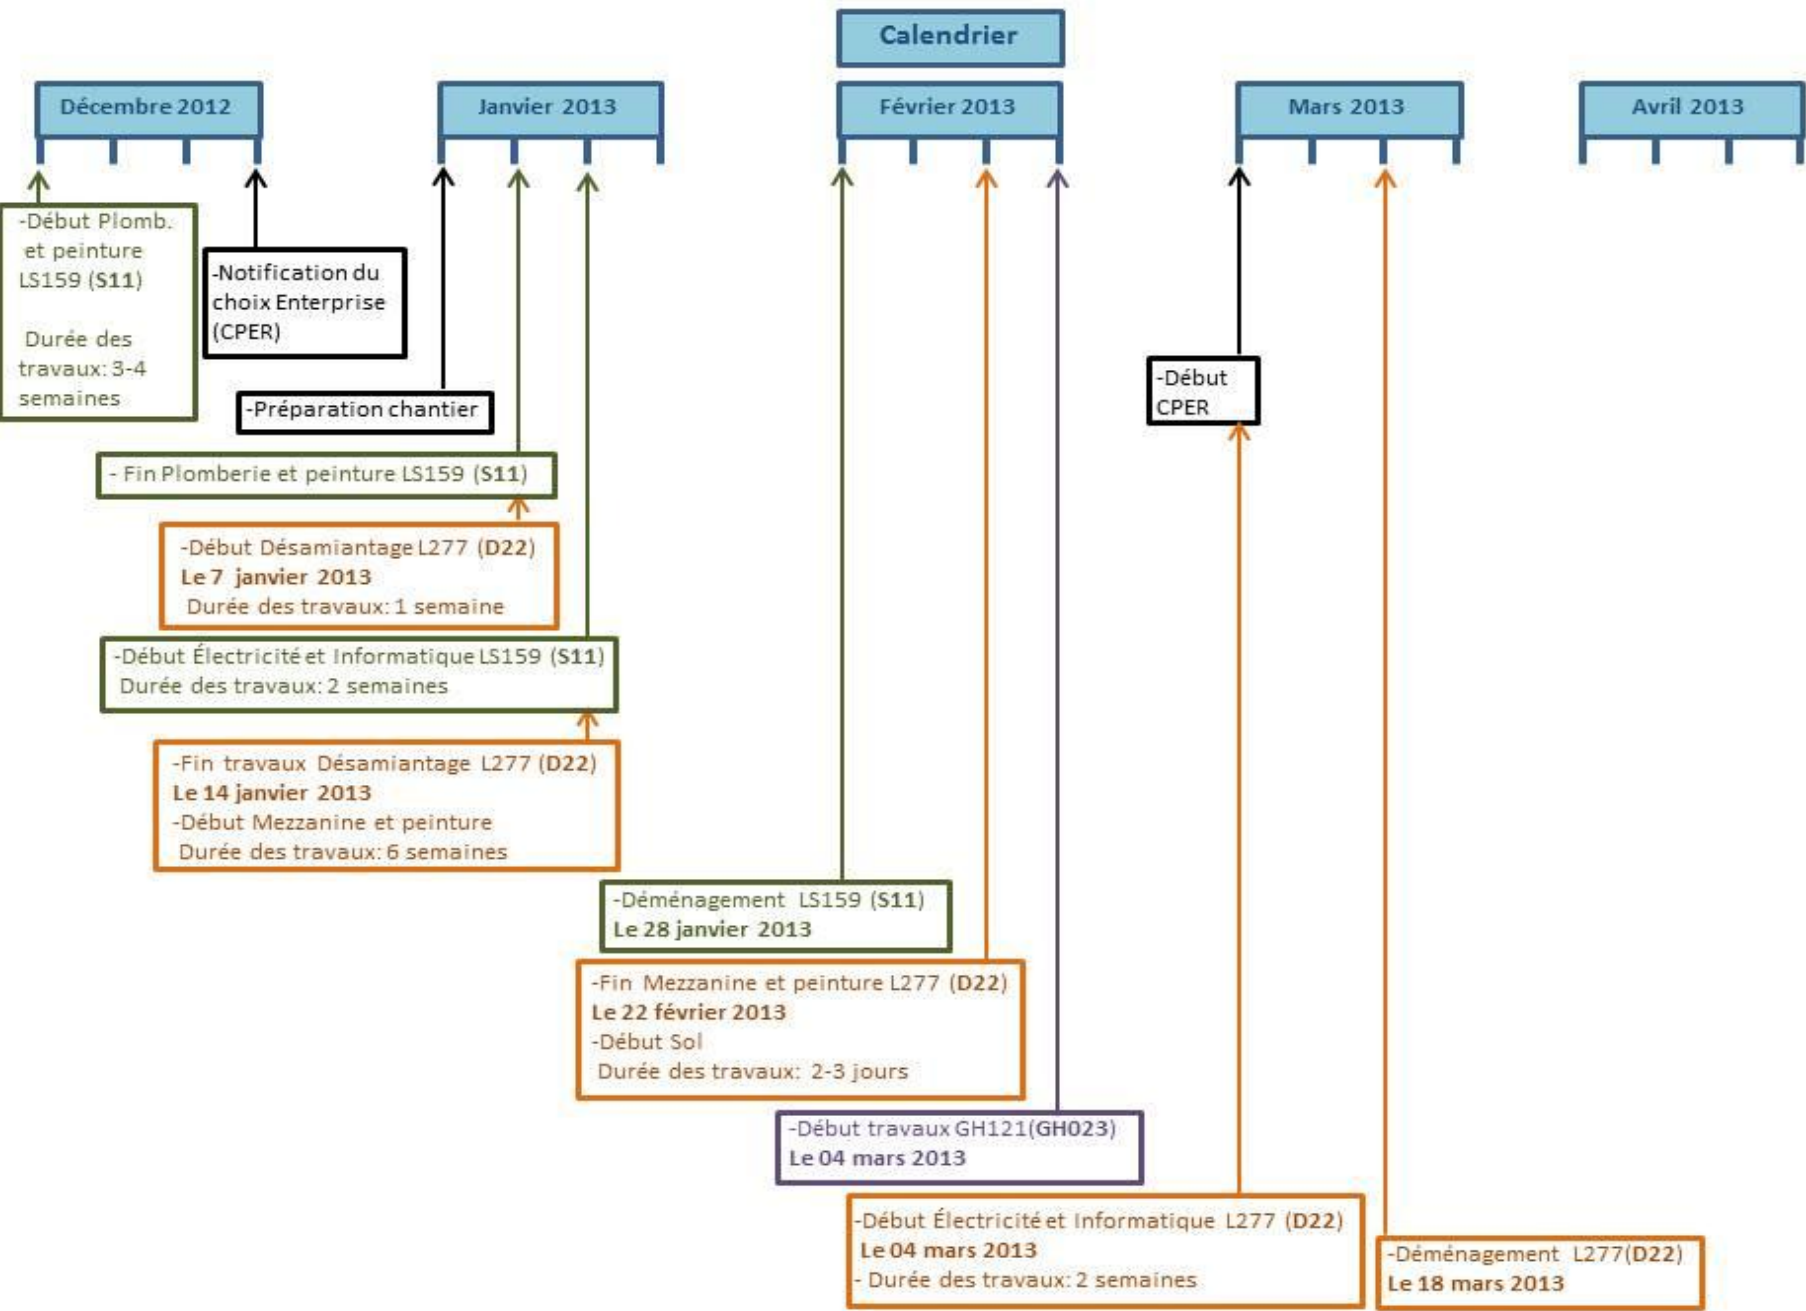 Calendrier
Décembre 2012
Janvier 2013
Février 2013
Mars 2013
Avril 2013
-Début Plomb.
et peinture
LS159 (S11)
Durée des
travaux: 3-4
semaines
-Notification du
choix Enterprise
(CPER)
-Préparation chantier
-Début
CPER
- Fin Plomberie et peinture LS159 (S11)
-Début Désamiantage L277 (D22)
Le 7 janvier 2013
Durée des travaux: 1 semaine
-Début Électricité et Informatique LS159 (S11)
Durée des travaux: 2 semaines
-Fin travaux Désamiantage L277 (D22)
Le 14 janvier 2013
-Début Mezzanine et peinture
Durée des travaux: 6 semaines
-Déménagement LS159 (S11)
Le 28 janvier 2013
-Fin Mezzanine et peinture L277 (D22)
Le 22 février 2013
-Début Sol
Durée des travaux: 2-3 jours
-Début travaux GH121(GH023)
Le 04 mars 2013
-Début Électricité et Informatique L277 (D22)
Le 04 mars 2013
- Durée des travaux: 2 semaines
-Déménagement L277(D22)
Le 18 mars 2013